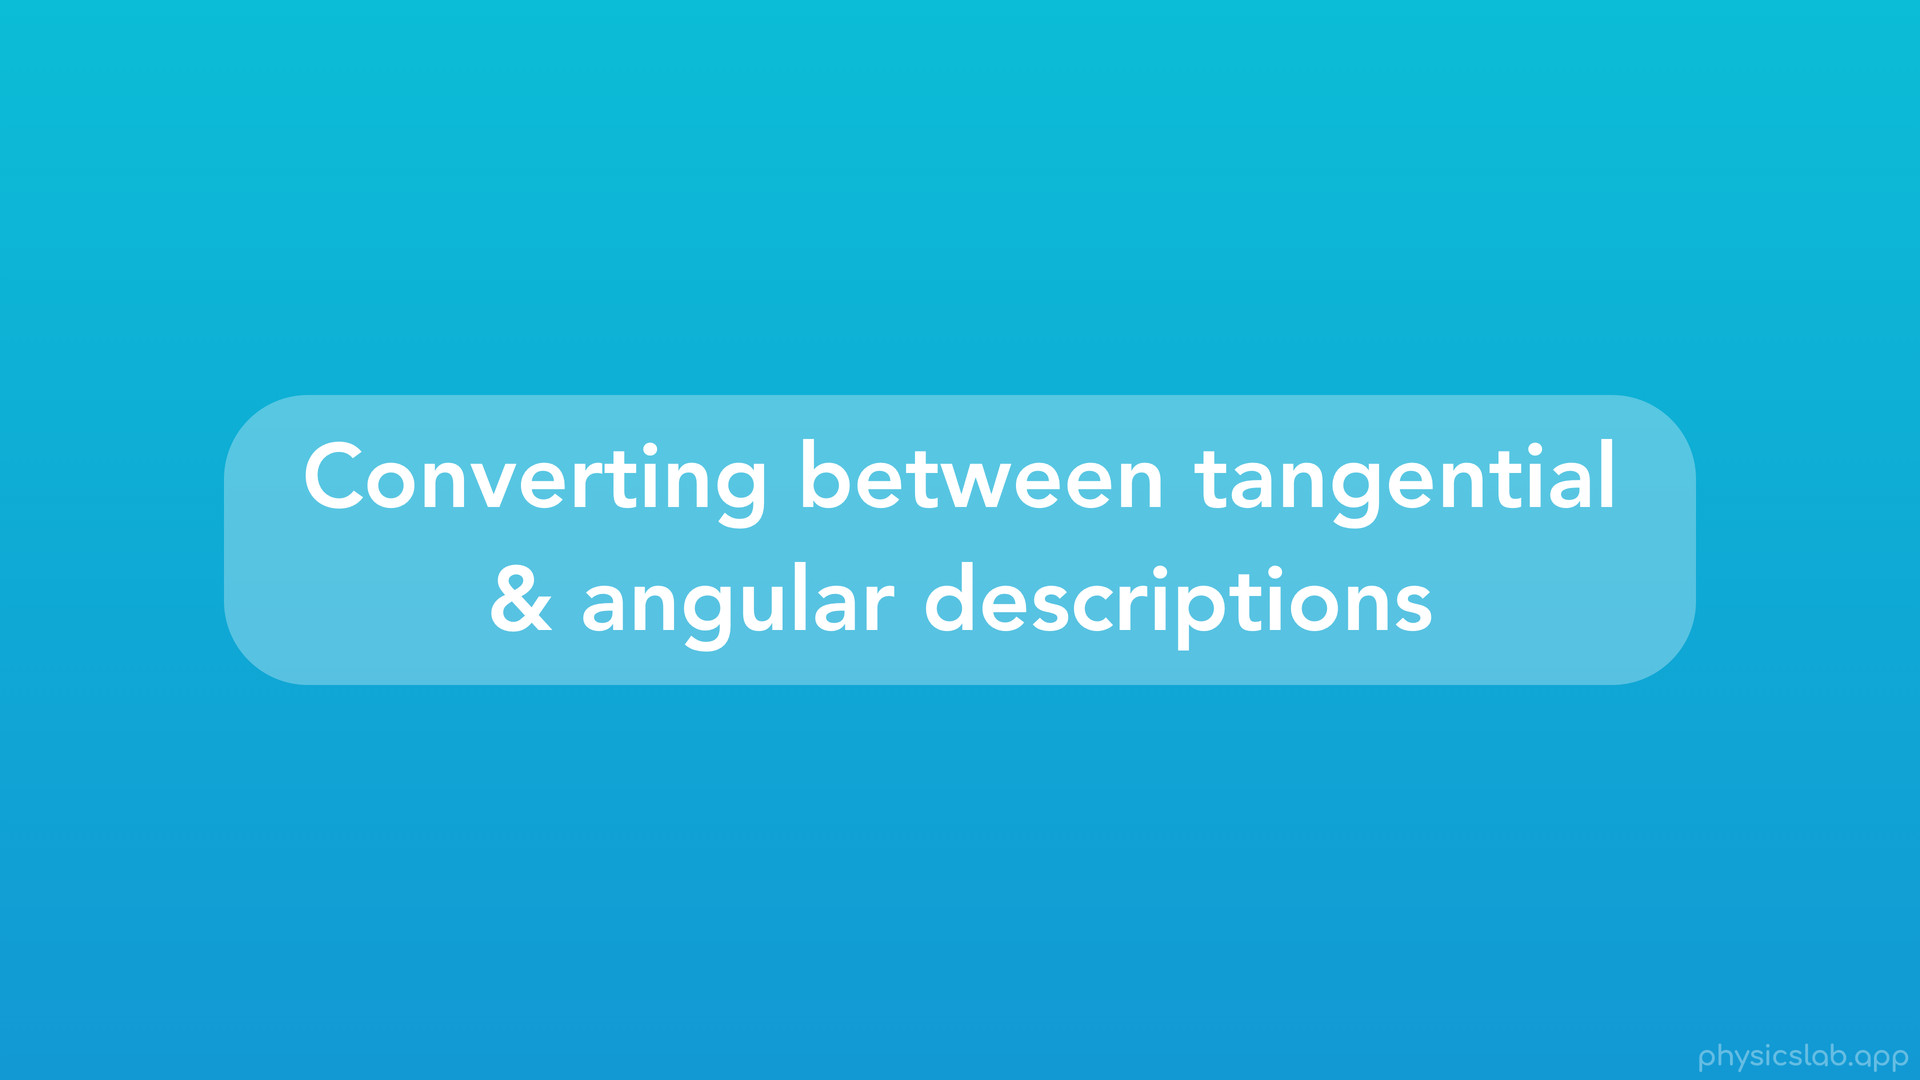 Converting between tangential
& angular descriptions
physicslab.app